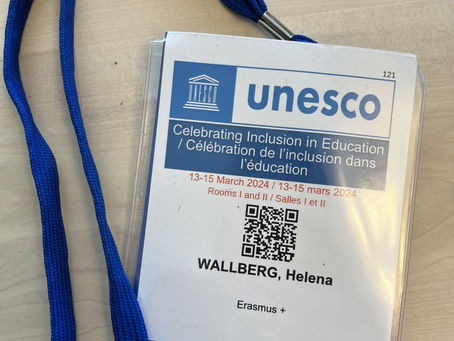 121
UNESCO
unesco
Celebrating Inclusion in Education
/ Célébration de l'inclusion dans
l'éducation
13-15 March 2024 / 13-15 mars 2024
Rooms I and II / Salles I et II
WALLBERG, Helena
Erasmus +